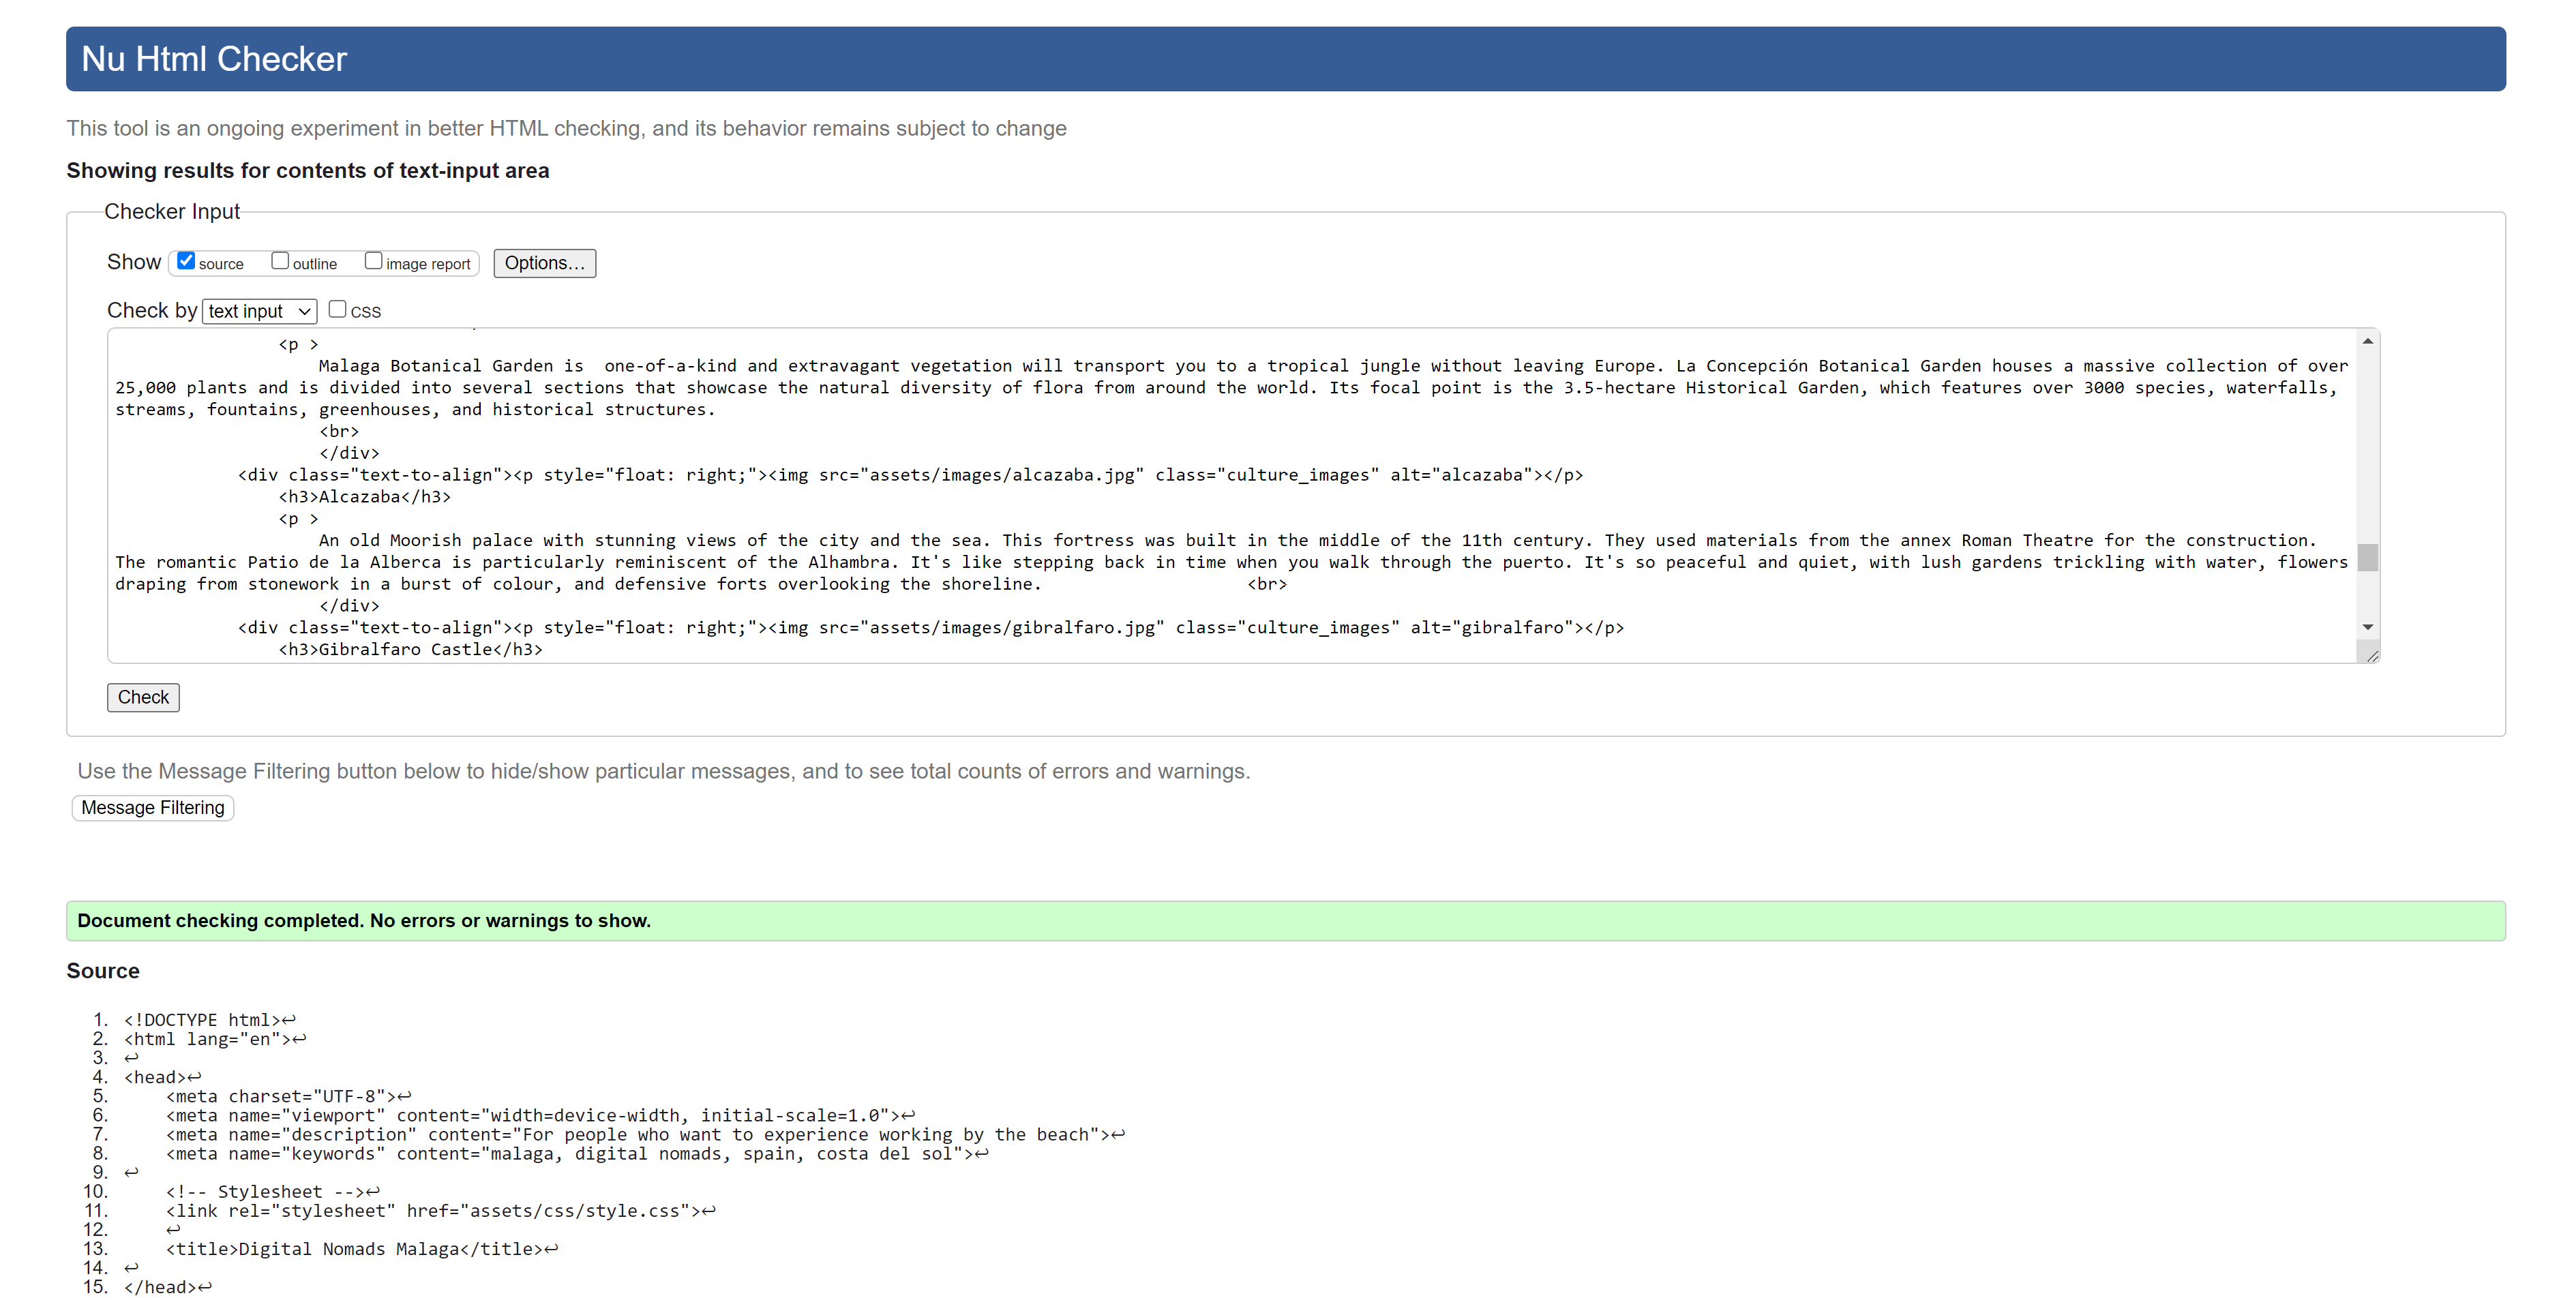 Nu Html Checker
This tool is an ongoing experiment in better HTML checking, and its behavior remains subject to change
Showing results for contents of text-input area
Checker Input
Show source outline image report Options...
Check by text input CSS
<p >
Malaga Botanical Garden is  one-of-a-kind and extravagant vegetation will transport you to a tropical jungle without leaving Europe. La Concepción Botanical Garden houses a massive collection of over
25,000 plants and is divided into several sections that showcase the natural diversity of flora from around the world. Its focal point is the 3.5-hectare Historical Garden, which features over 3000 species, waterfalls,
streams, fountains, greenhouses, and historical structures.
<br>
</div>
<div class="text-to-align"><p style="float: right;"><img src="assets/images/alcazaba.jpg" class="culture_images" alt="alcazaba"></p>
<h3>Alcazaba</h3>
<p >
An old Moorish palace with stunning views of the city and the sea. This fortress was built in the middle of the 11th century. They used materials from the annex Roman Theatre for the construction.
The romantic Patio de la Alberca is particularly reminiscent of the Alhambra. It's like stepping back in time when you walk through the puerto. It's so peaceful and quiet, with lush gardens trickling with water, flowers
draping from stonework in a burst of colour, and defensive forts overlooking the shoreline. <br>
</div>
<div class="text-to-align"><p style="float: right;"><img src="assets/images/gibralfaro.jpg" class="culture_images" alt="gibralfaro"></p>
<h3>Gibralfaro Castle</h3>
Check
Use the Message Filtering button below to hide/show particular messages, and to see total counts of errors and warnings.
Message Filtering
Document checking completed. No errors or warnings to show.
Source
1. <!DOCTYPE html>↩
2. <html lang="en">↩
3. ↩
4. <head>↩
5. <meta charset="UTF-8">↩
6. <meta name="viewport" content="width=device-width, initial-scale=1.0">↩
7. <meta name="description" content="For people who want to experience working by the beach">↩
8. <meta name="keywords" content="malaga, digital nomads, spain, costa del sol">↩
9. ↩
10. <!-- Stylesheet -->↩
11. <link rel="stylesheet" href="assets/css/style.css">↩
12. ↩
13. <title>Digital Nomads Malaga</title>↩
14. ↩
15. </head>↩